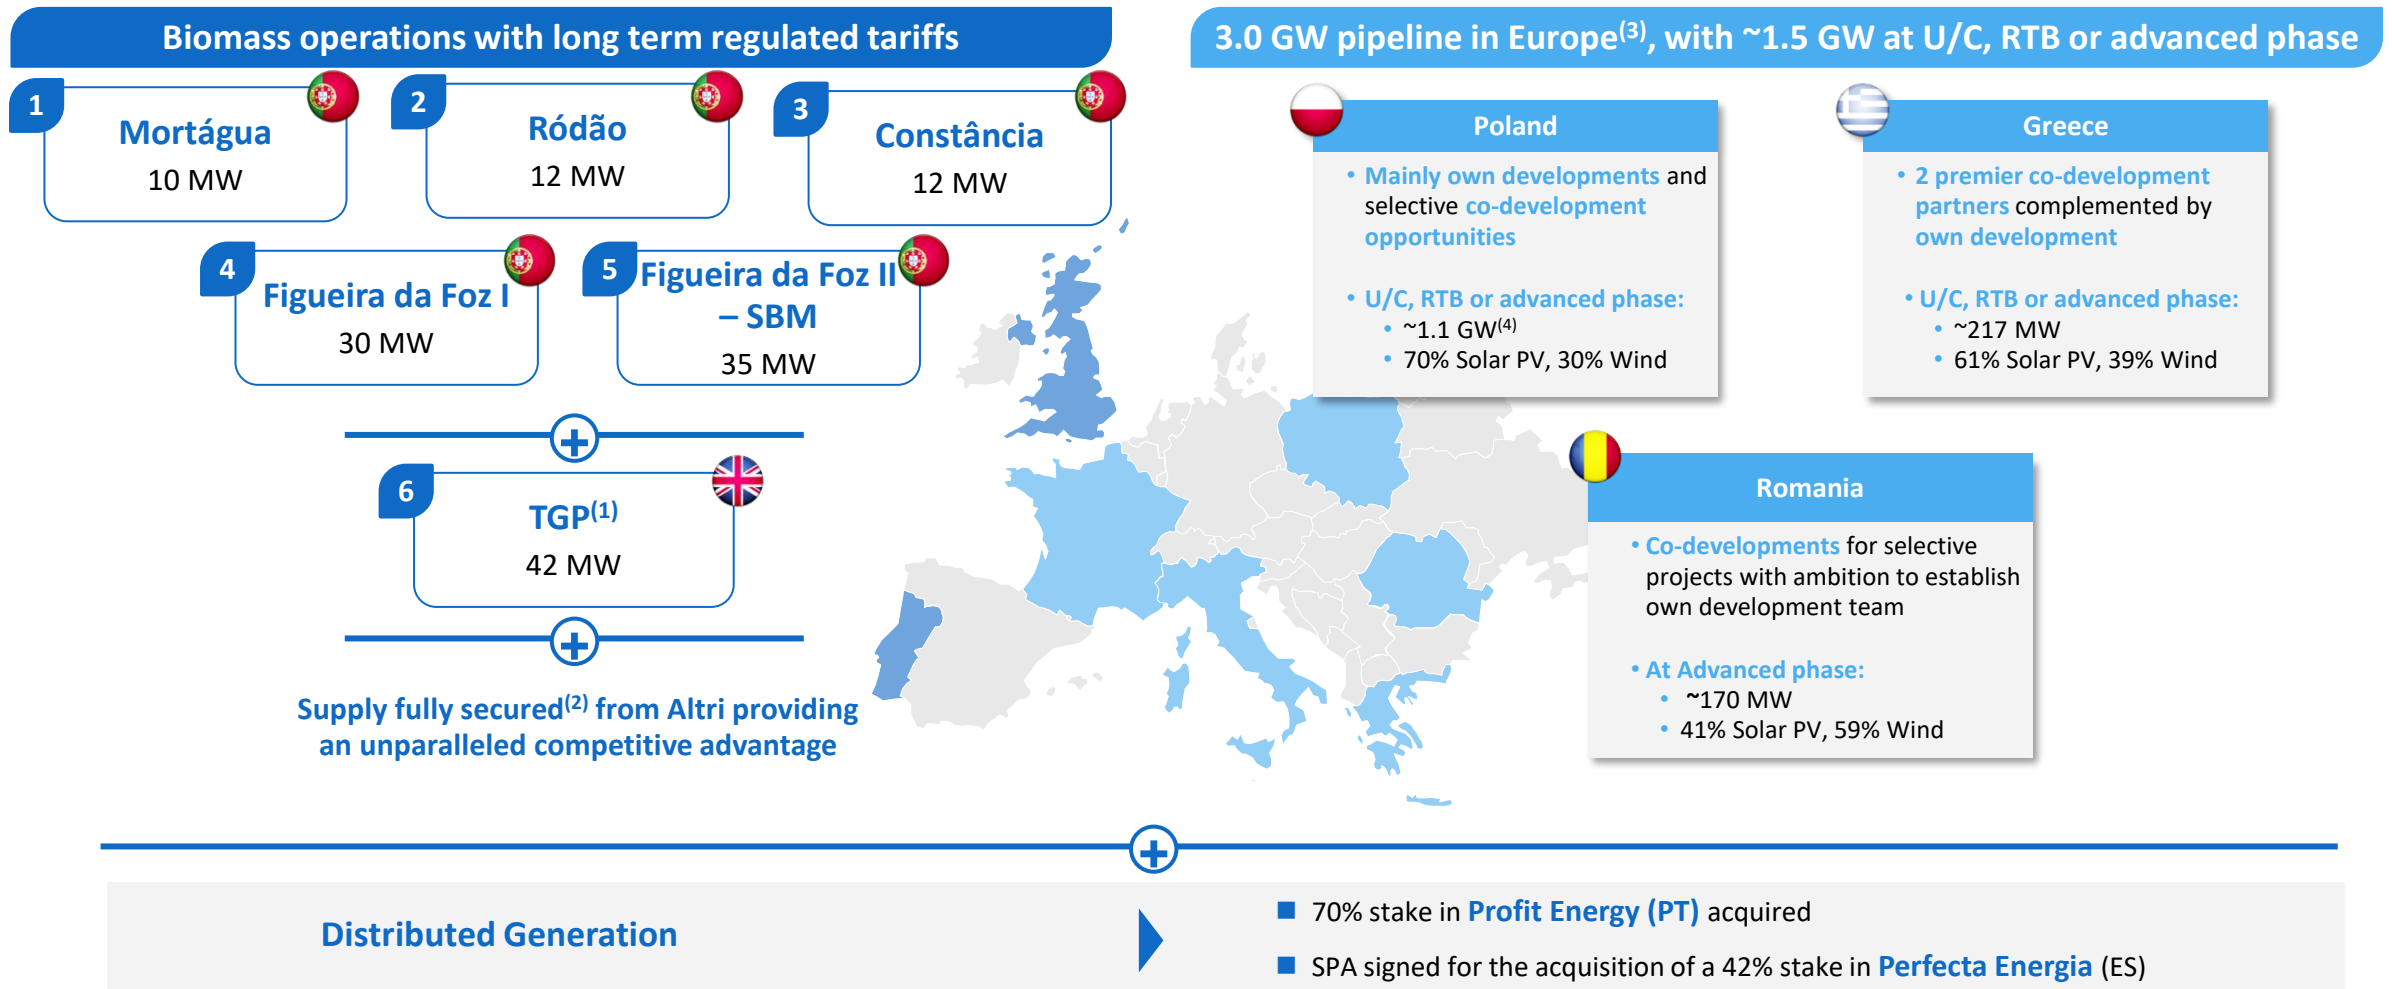 Biomass operations with long term regulated tariffs
1
Mortágua
10 MW
2
Ródão
12 MW
3
Constância
12 MW
4
Figueira da Foz I
30 MW
5
Figueira da Foz II
– SBM
35 MW
6
TGP(1)
42 MW
Supply fully secured(2) from Altri providing
an unparalleled competitive advantage
3.0 GW pipeline in Europe(3), with ~1.5 GW at U/C, RTB or advanced phase
Poland
• Mainly own developments and
selective co-development
opportunities
• U/C, RTB or advanced phase:
• ~1.1 GW(4)
• 70% Solar PV, 30% Wind
Greece
• 2 premier co-development
partners complemented by
own development
• U/C, RTB or advanced phase:
• ~217 MW
• 61% Solar PV, 39% Wind
Romania
• Co-developments for selective
projects with ambition to establish
own development team
• At Advanced phase:
• ~170 MW
• 41% Solar PV, 59% Wind
Distributed Generation
■ 70% stake in Profit Energy (PT) acquired
■ SPA signed for the acquisition of a 42% stake in Perfecta Energia (ES)